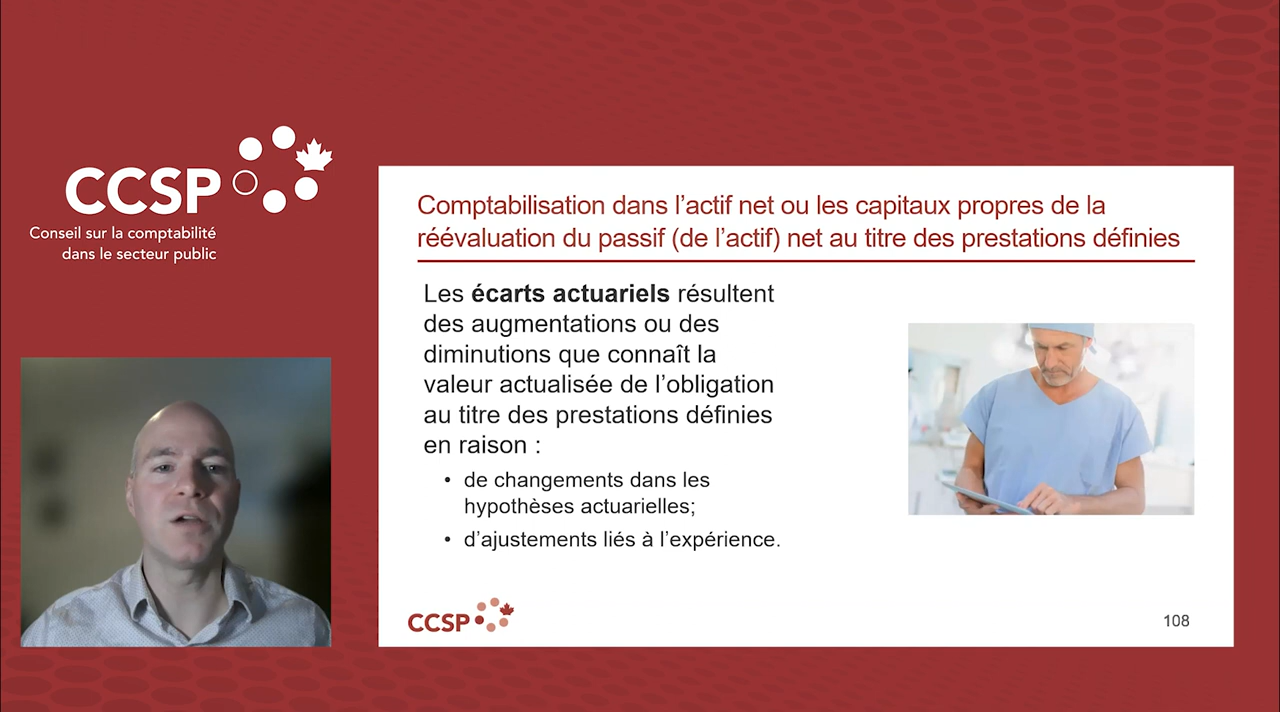 CCSP
Conseil sur la comptabilité
dans le secteur public
Comptabilisation dans l’actif net ou les capitaux propres de la
réévaluation du passif (de l’actif) net au titre des prestations définies
Les écarts actuariels résultent
des augmentations ou des
diminutions que connaît la
valeur actualisée de l’obligation
au titre des prestations définies
en raison :
• de changements dans les
hypothèses actuarielles;
• d’ajustements liés à l’expérience.
CCSP
108